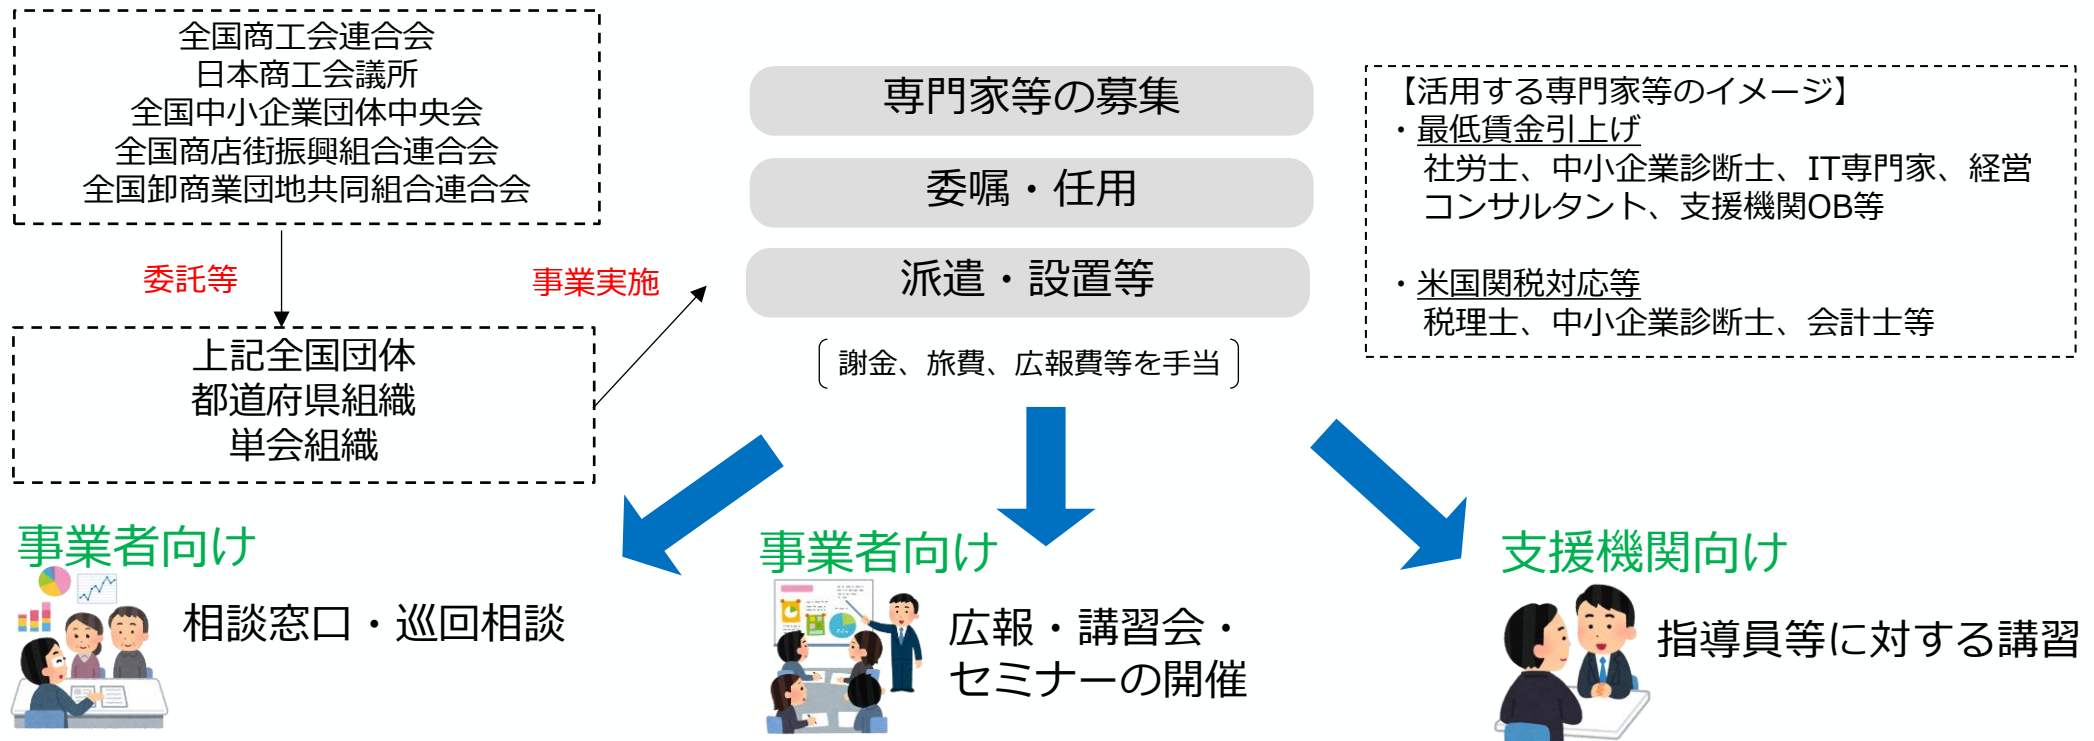 全国商工会連合会
日本商工会議所
全国中小企業団体中央会
全国商店街振興組合連合会
全国卸商業団地共同組合連合会
委託等
事業実施
上記全国団体
都道府県組織
単会組織
専門家等の募集
委嘱・任用
派遣・設置等
謝金、旅費、広報費等を手当
【活用する専門家等のイメージ】
・最低賃金引上げ
社労士、中小企業診断士、IT専門家、経営
コンサルタント、支援機関OB等
・米国関税対応等
税理士、中小企業診断士、会計士等
事業者向け
相談窓口・巡回相談
事業者向け
広報・講習会・
セミナーの開催
支援機関向け
指導員等に対する講習